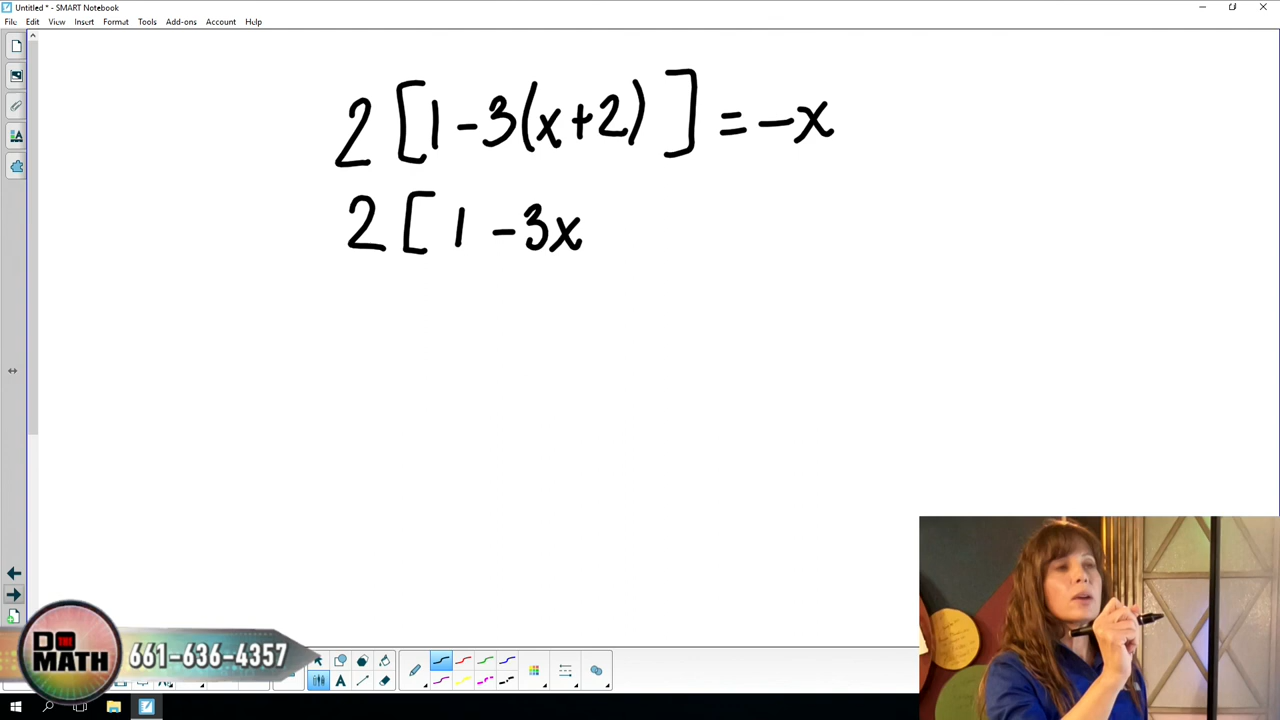 Untitled * - SMART Notebook
File Edit View Insert Format Tools Add-ons Account Help
2 [1 - 3(x+2)] = -x
2 [ 1 - 3x
DO THE MATH 661-636-4357